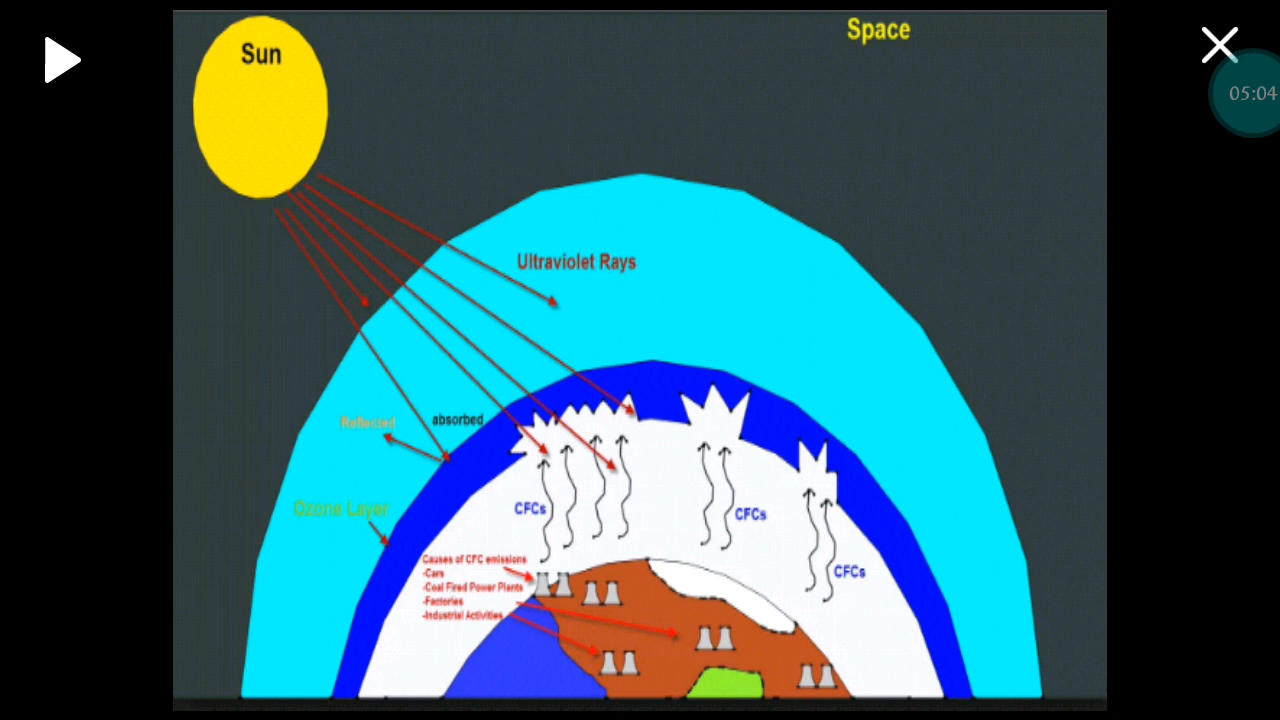 Space
Sun
05:04
Ultraviolet Rays
Reflected
absorbed
Ozone Layer
CFCs
CFCs
CFCs
Causes of CFC emissions
-Cars
-Coal Fired Power Plants
-Factories
-Industrial Activities